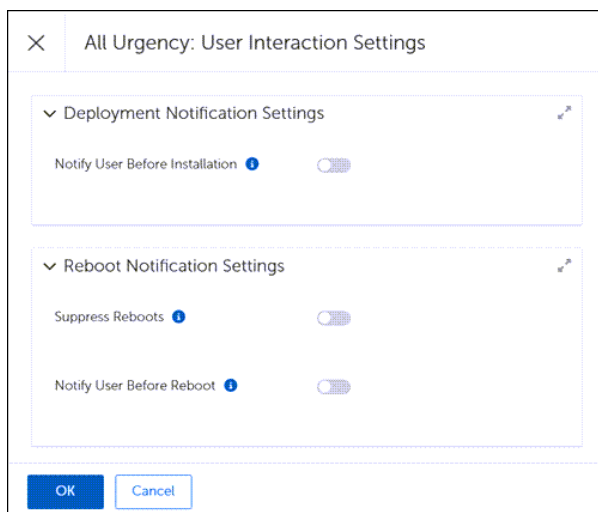 All Urgency: User Interaction Settings
Deployment Notification Settings
Notify User Before Installation
Reboot Notification Settings
Suppress Reboots
Notify User Before Reboot
OK Cancel